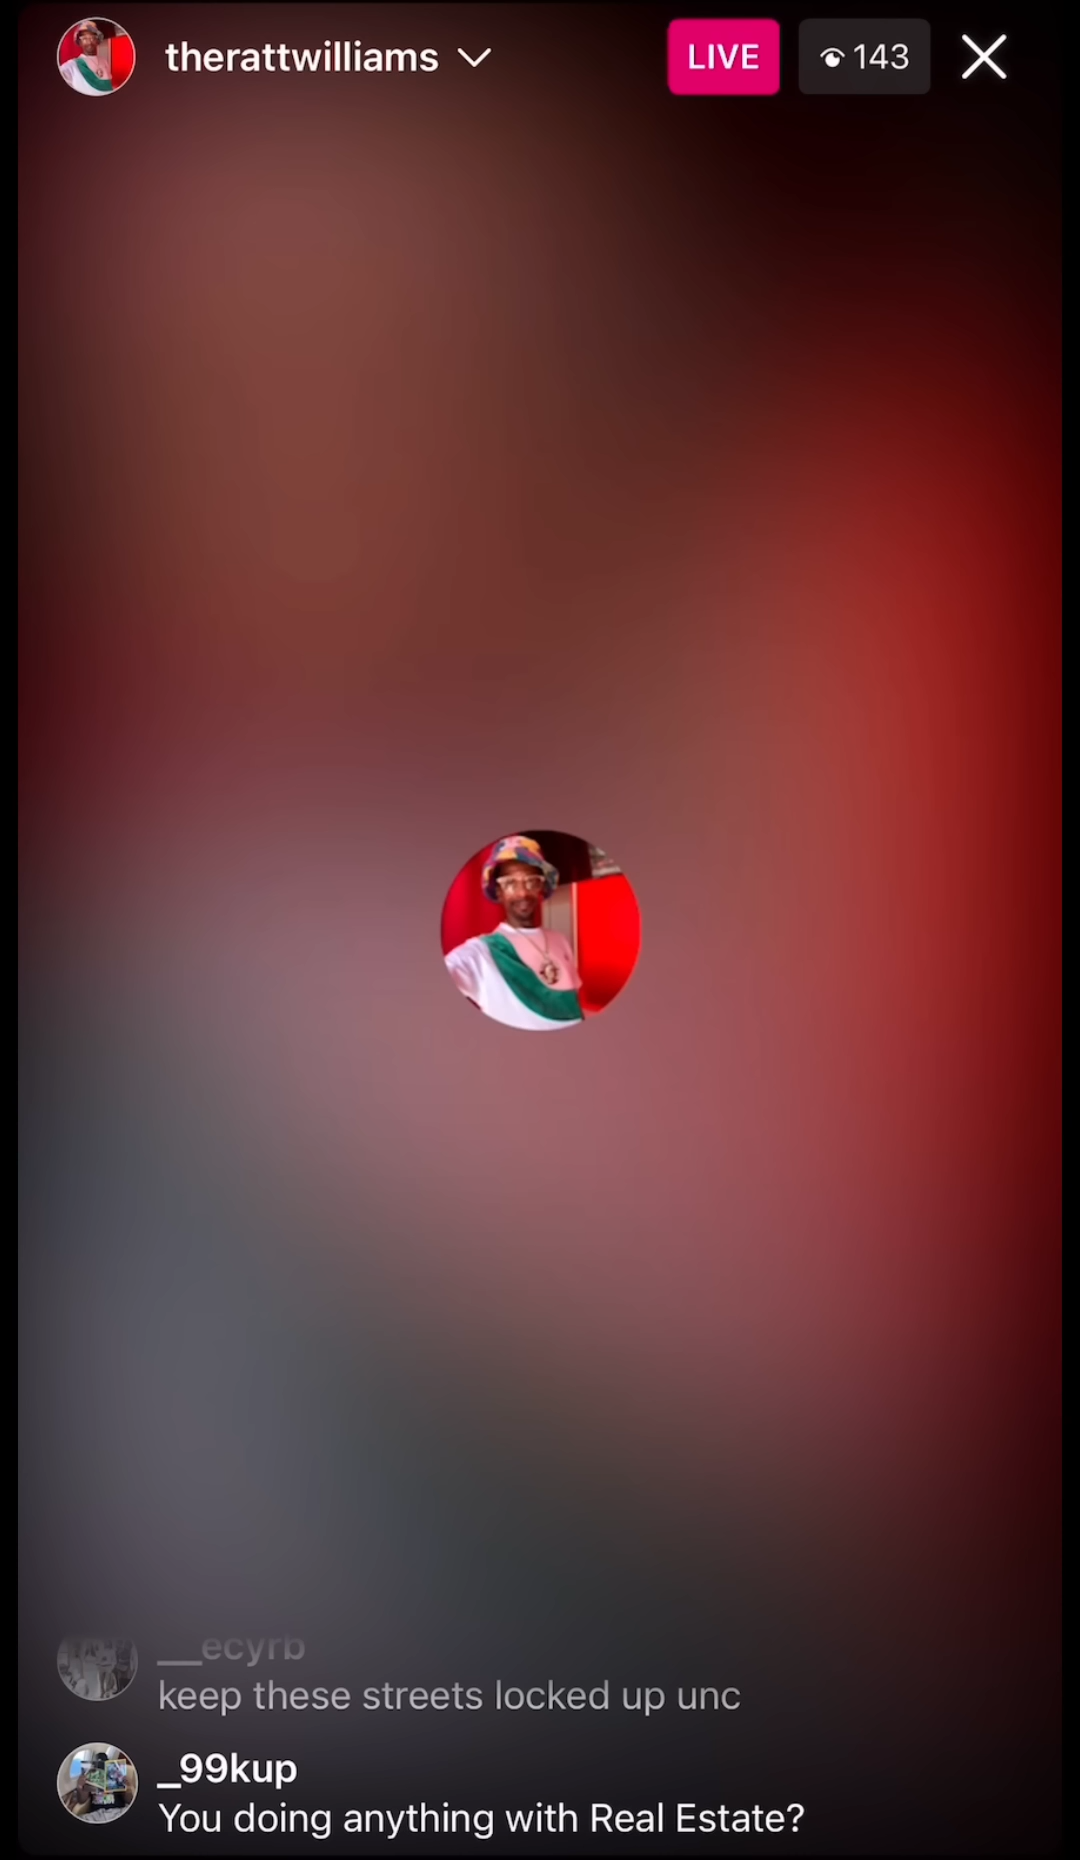 therattwilliams
LIVE
143
__ecyrb
keep these streets locked up unc
_99kup
You doing anything with Real Estate?